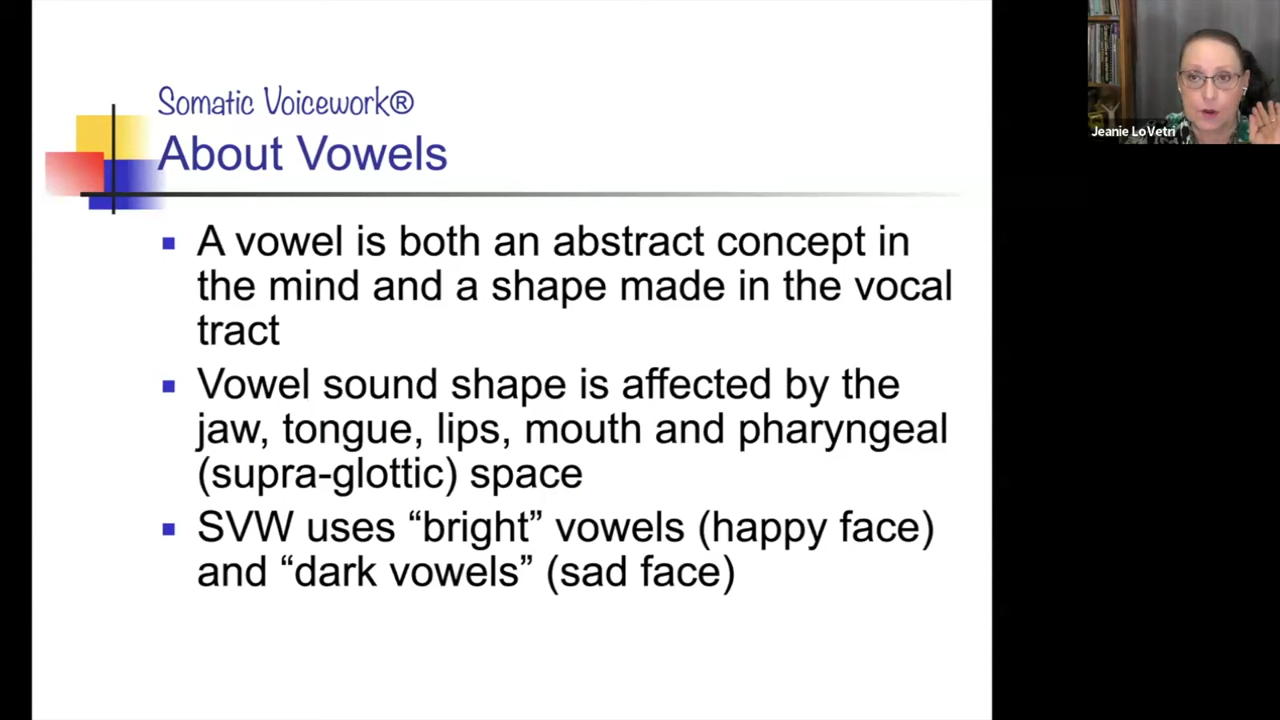 Somatic Voicework®
About Vowels
A vowel is both an abstract concept in
the mind and a shape made in the vocal
tract
Vowel sound shape is affected by the
jaw, tongue, lips, mouth and pharyngeal
(supra-glottic) space
SVW uses “bright” vowels (happy face)
and “dark vowels” (sad face)
Jeanie LoVetri